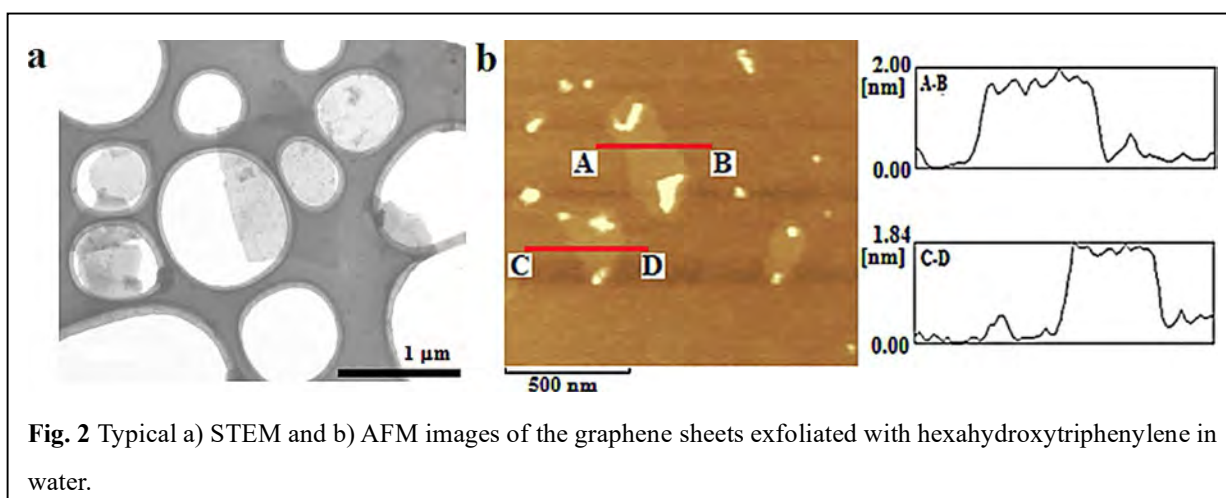 a
1 μm
b
A
B
C
D
500 nm
2.00
[nm]
A-B
0.00
1.84
[nm]
C-D
0.00
Fig. 2 Typical a) STEM and b) AFM images of the graphene sheets exfoliated with hexahydroxytriphenylene in
water.